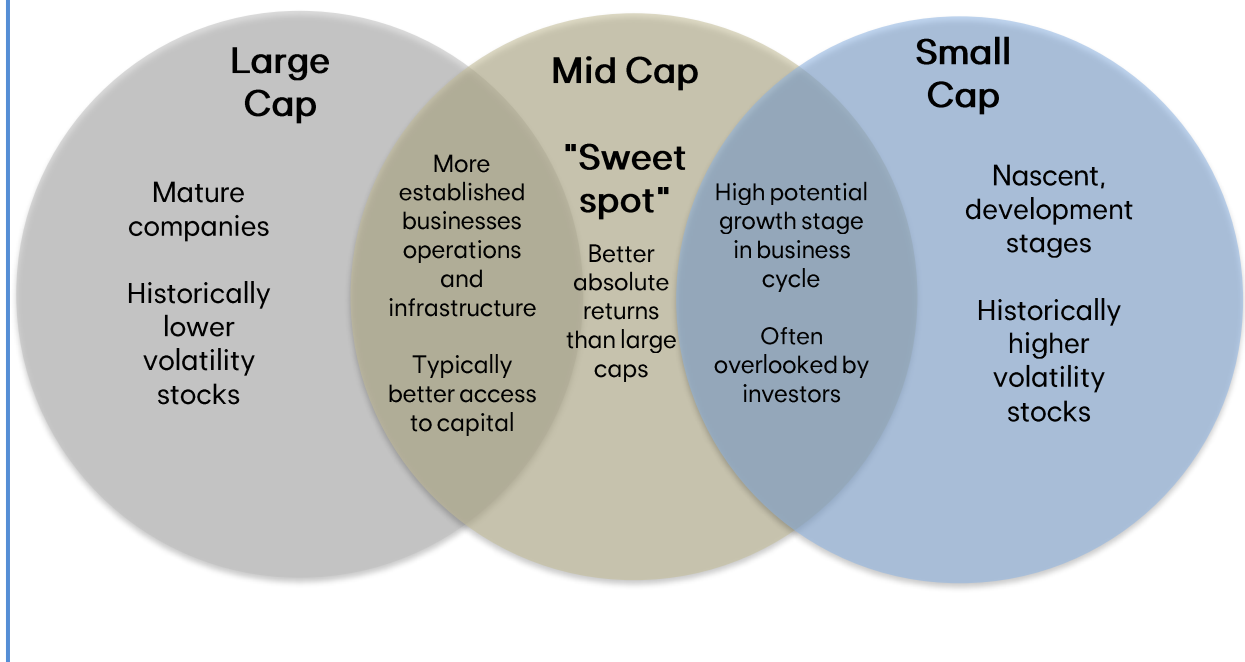 Large
Cap
Mature
companies
Historically
lower
volatility
stocks
More
established
businesses
operations
and
infrastructure
Typically
better access
to capital
Mid Cap
"Sweet
spot"
Better
absolute
returns
than large
caps
High potential
growth stage
in business
cycle
Often
overlooked by
investors
Small
Cap
Nascent,
development
stages
Historically
higher
volatility
stocks